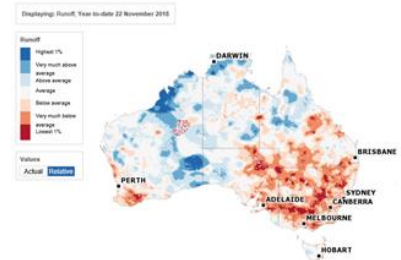 Displaying: Runoff, Year-to-date 22 November 2018
Runoff
Highest 1%
Very much above
average
Above average
Average
Below average
Very much below
average
Lowest 1%
Values
Actual Relative
DARWIN
BRISBANE
PERTH
SYDNEY
CANBERRA
ADELAIDE
MELBOURNE
HOBART